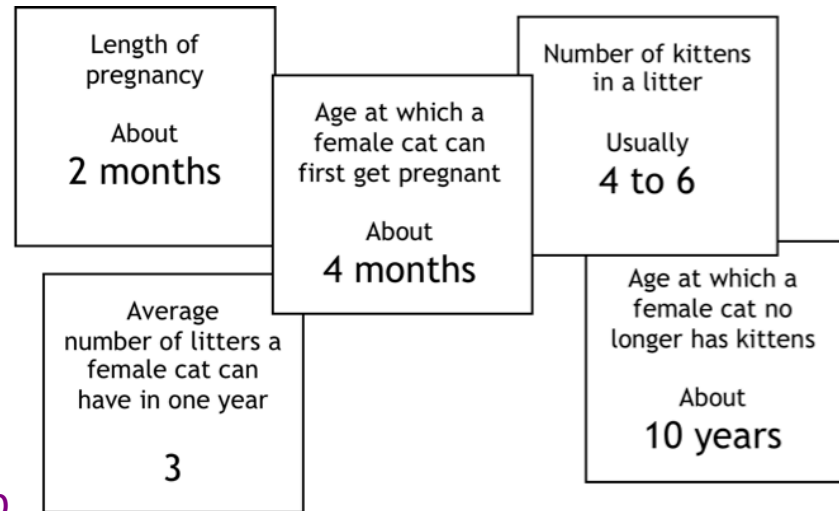 Length of
pregnancy
About
2 months
Age at which a
female cat can
first get pregnant
About
4 months
Number of kittens
in a litter
Usually
4 to 6
Average
number of litters a
female cat can
have in one year
3
Age at which a
female cat no
longer has kittens
About
10 years